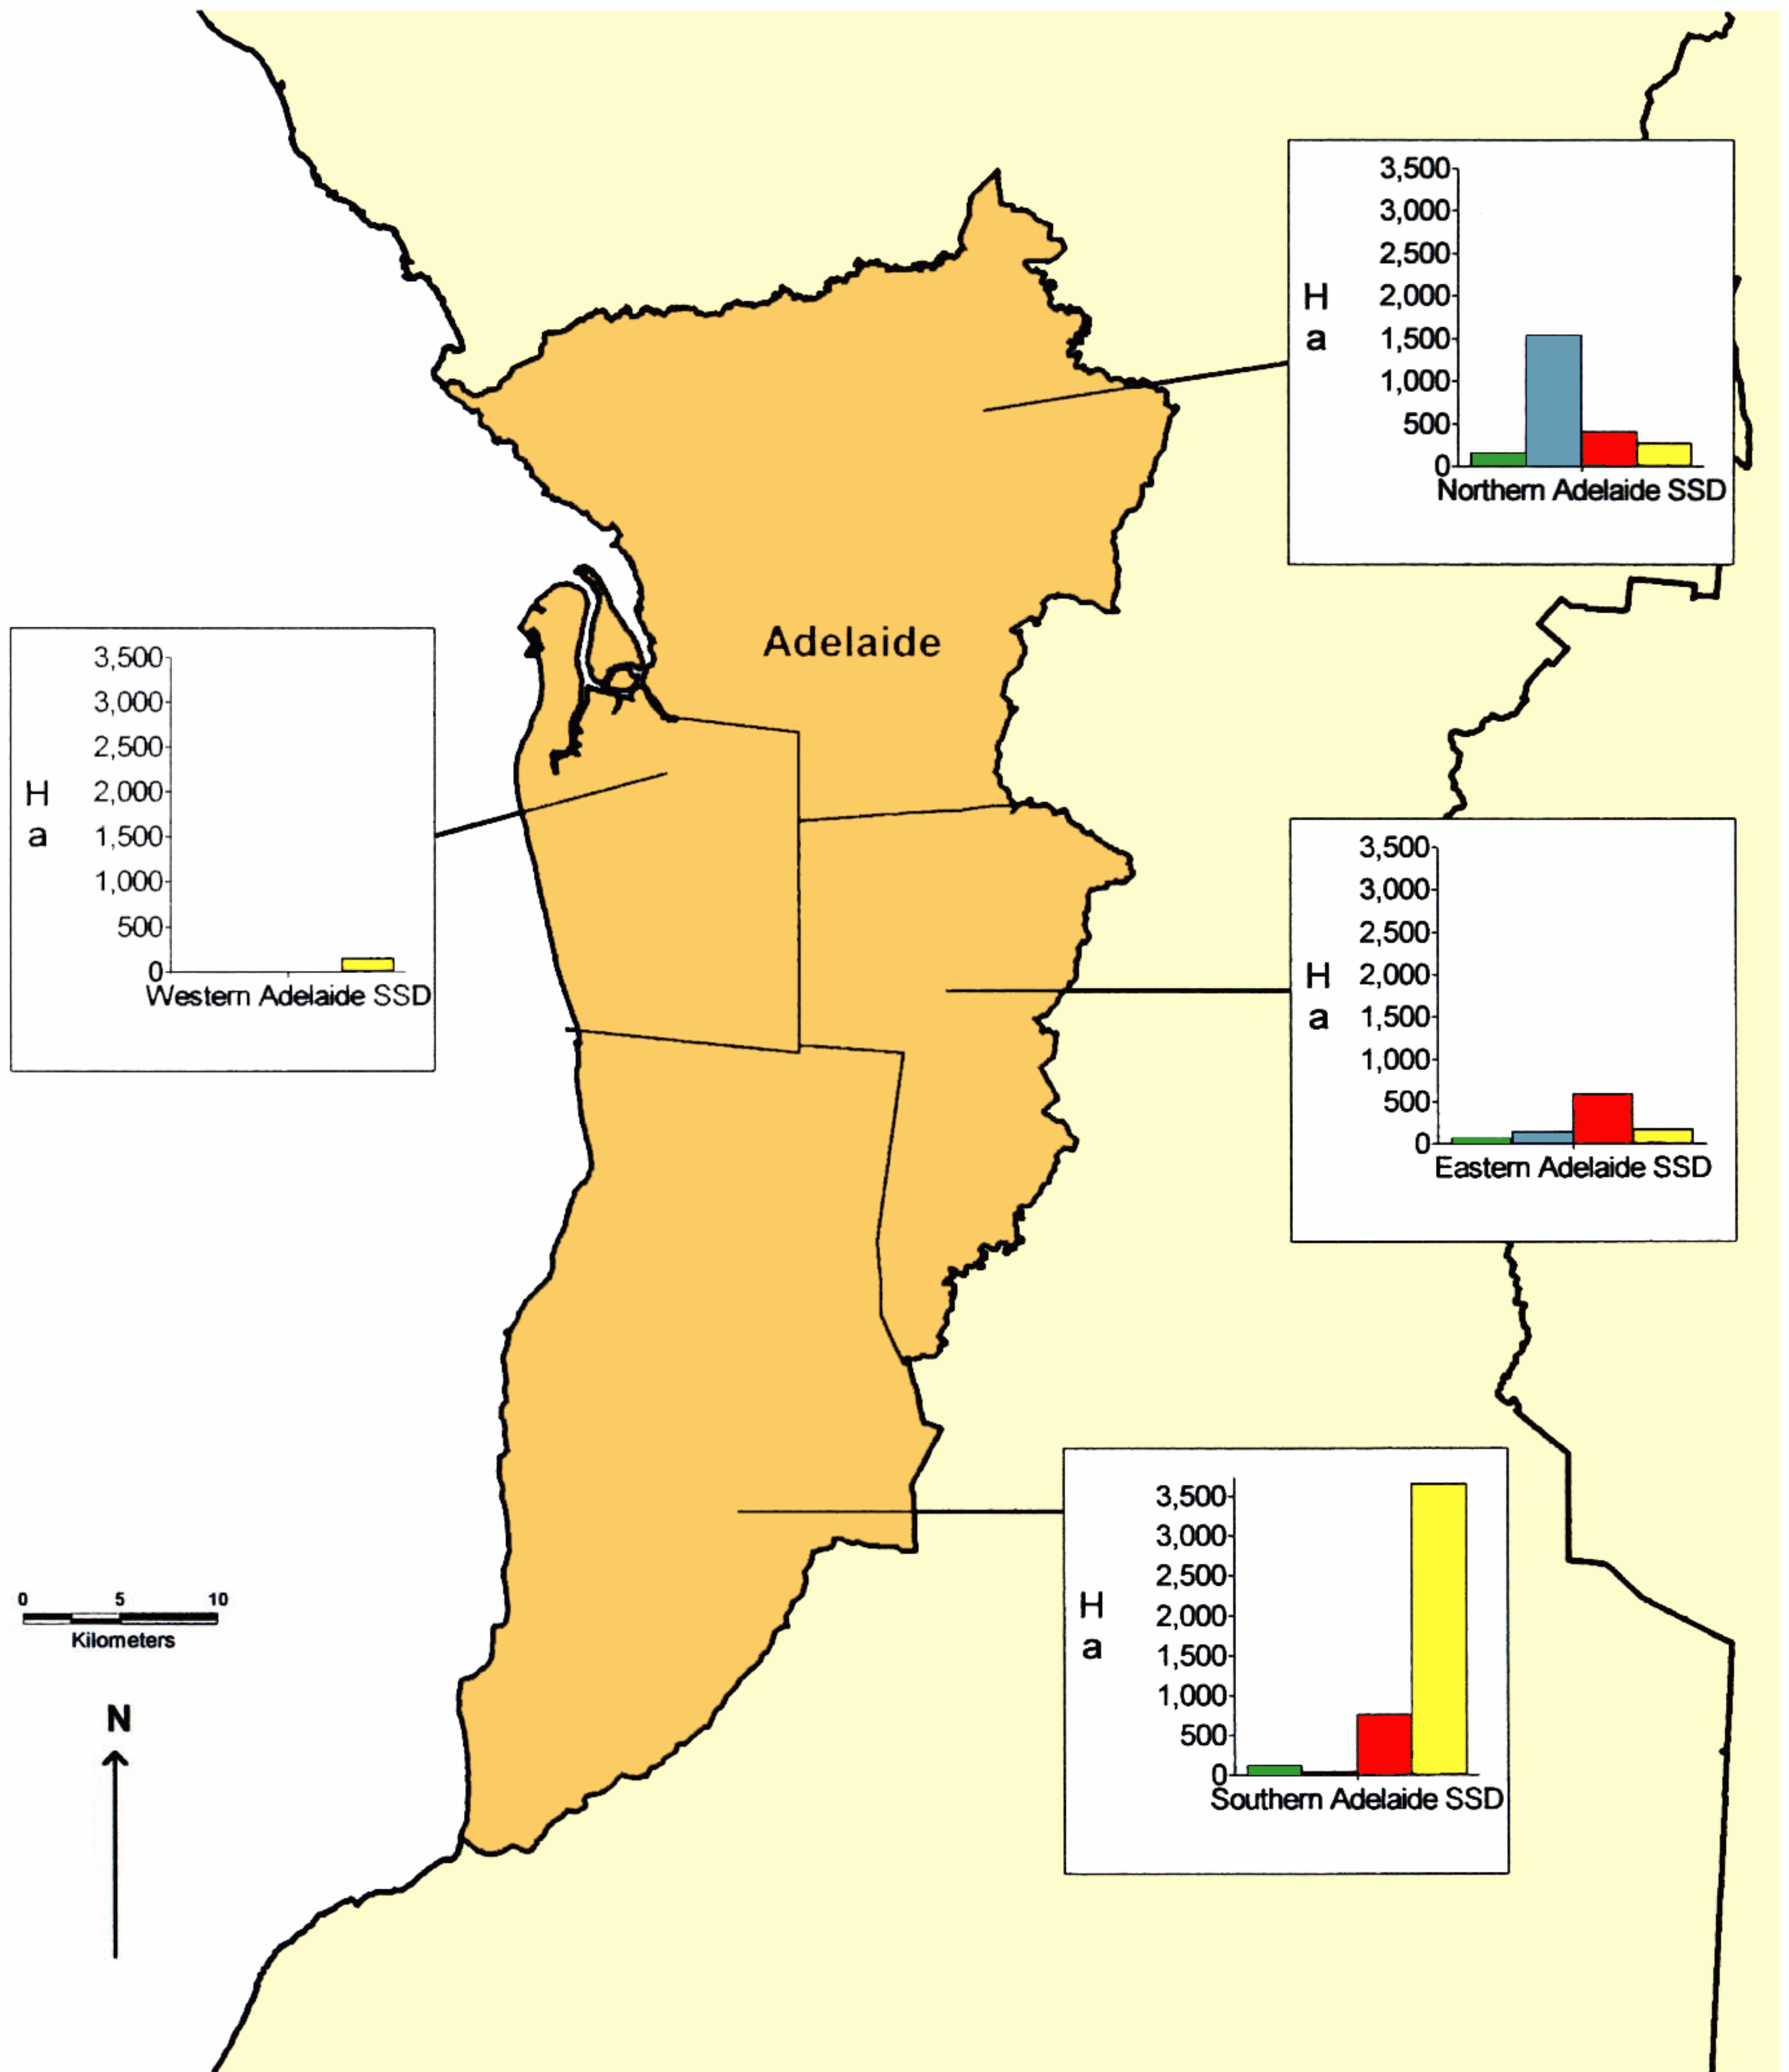 3,500
3,000
2,500
H 2,000
a 1,500
1,000
500
0
Northern Adelaide SSD
Adelaide
3,500
3,000
2,500
H 2,000
a 1,500
1,000
500
0
Western Adelaide SSD
3,500
3,000
2,500
H 2,000
a 1,500
1,000
500
0
Eastern Adelaide SSD
3,500
3,000
2,500
H 2,000
a 1,500
1,000
500
0
Southern Adelaide SSD
0 5 10
Kilometers
N